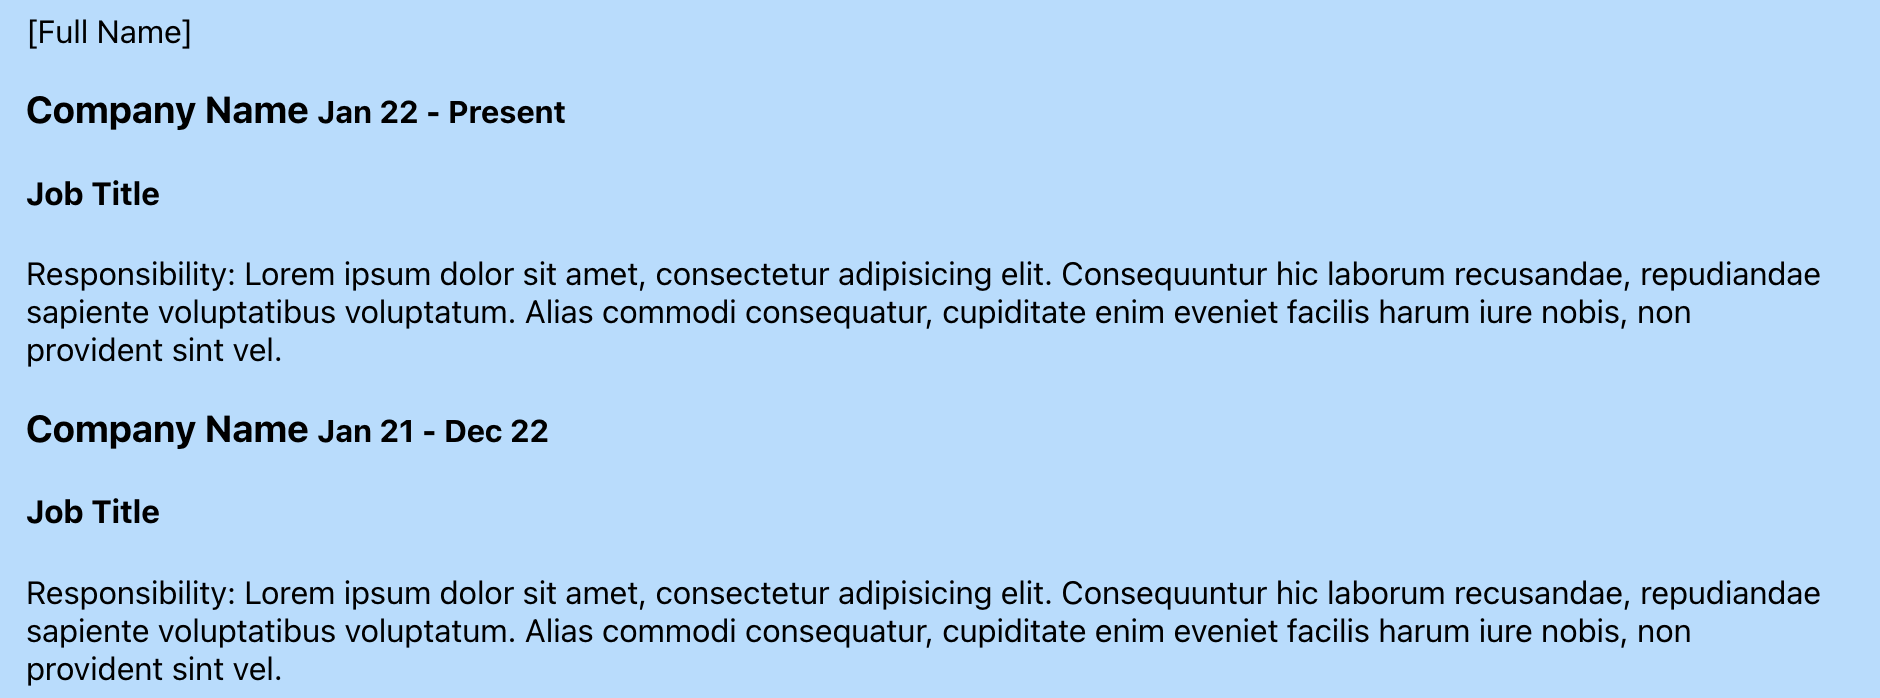 [Full Name]
Company Name Jan 22 - Present
Job Title
Responsibility: Lorem ipsum dolor sit amet, consectetur adipisicing elit. Consequuntur hic laborum recusandae, repudiandae
sapiente voluptatibus voluptatum. Alias commodi consequatur, cupiditate enim eveniet facilis harum iure nobis, non
provident sint vel.
Company Name Jan 21 - Dec 22
Job Title
Responsibility: Lorem ipsum dolor sit amet, consectetur adipisicing elit. Consequuntur hic laborum recusandae, repudiandae
sapiente voluptatibus voluptatum. Alias commodi consequatur, cupiditate enim eveniet facilis harum iure nobis, non
provident sint vel.